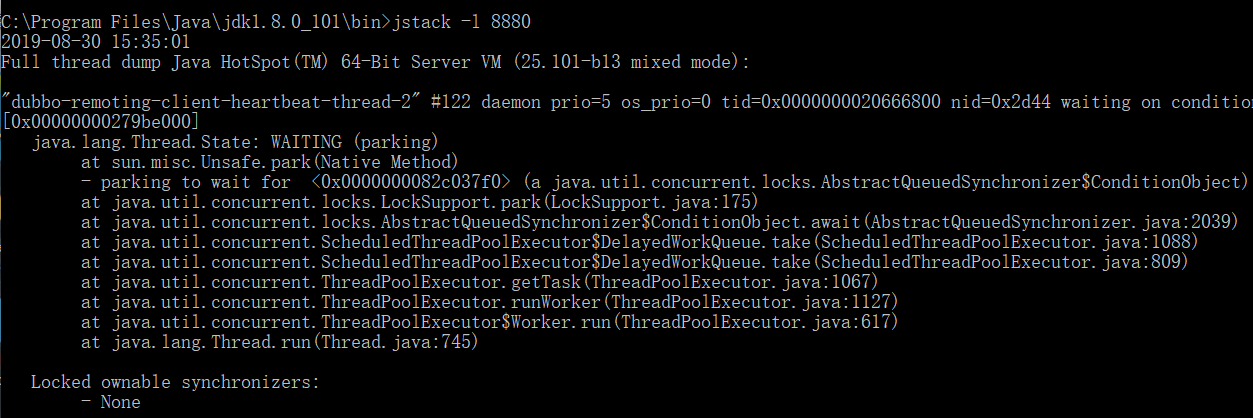 C:\Program Files\Java\jdk1.8.0_101\bin>jstack -l 8880
2019-08-30 15:35:01
Full thread dump Java HotSpot(TM) 64-Bit Server VM (25.101-b13 mixed mode):
"dubbo-remoting-client-heartbeat-thread-2" #122 daemon prio=5 os_prio=0 tid=0x0000000020666800 nid=0x2d44 waiting on conditio
[0x00000000279be000]
java.lang.Thread.State: WAITING (parking)
at sun.misc.Unsafe.park(Native Method)
- parking to wait for <0x0000000082c037f0> (a java.util.concurrent.locks.AbstractQueuedSynchronizer$ConditionObject)
at java.util.concurrent.locks.LockSupport.park(LockSupport.java:175)
at java.util.concurrent.locks.AbstractQueuedSynchronizer$ConditionObject.await(AbstractQueuedSynchronizer.java:2039)
at java.util.concurrent.ScheduledThreadPoolExecutor$DelayedWorkQueue.take(ScheduledThreadPoolExecutor.java:1088)
at java.util.concurrent.ScheduledThreadPoolExecutor$DelayedWorkQueue.take(ScheduledThreadPoolExecutor.java:809)
at java.util.concurrent.ThreadPoolExecutor.getTask(ThreadPoolExecutor.java:1067)
at java.util.concurrent.ThreadPoolExecutor.runWorker(ThreadPoolExecutor.java:1127)
at java.util.concurrent.ThreadPoolExecutor$Worker.run(ThreadPoolExecutor.java:617)
at java.lang.Thread.run(Thread.java:745)
Locked ownable synchronizers:
- None